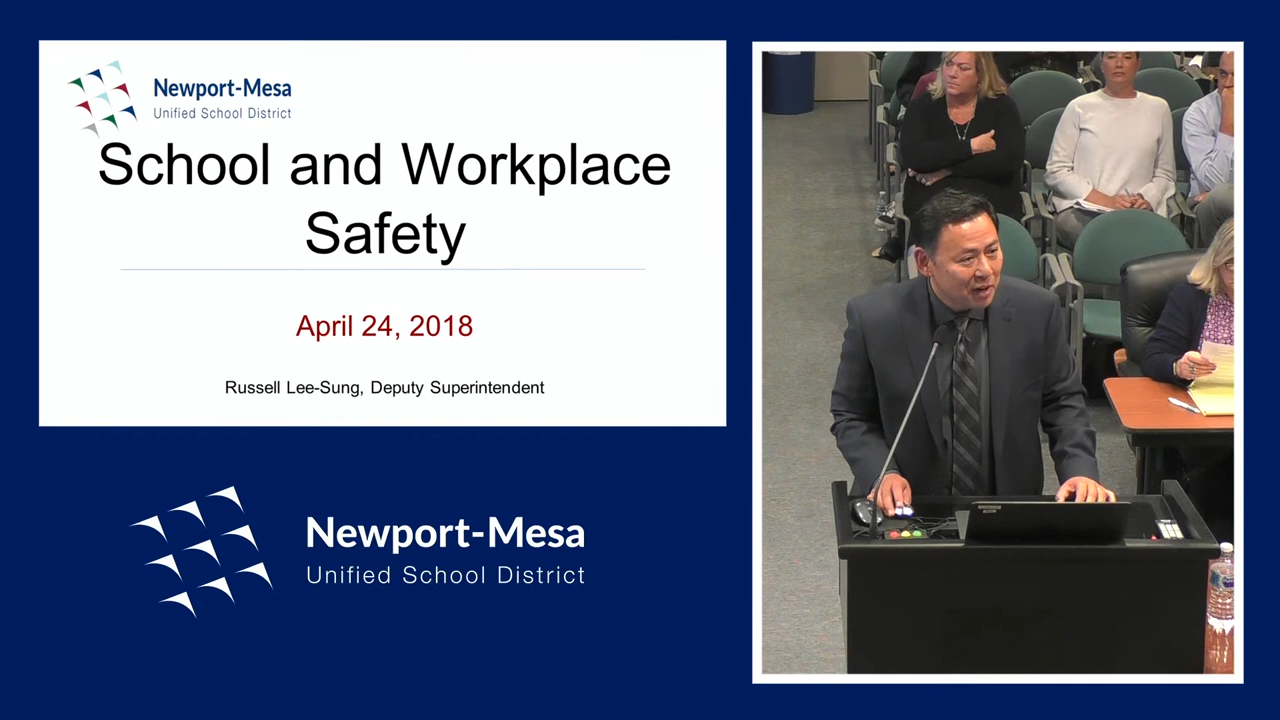 Newport-Mesa
Unified School District
School and Workplace
Safety
April 24, 2018
Russell Lee-Sung, Deputy Superintendent
Newport-Mesa
Unified School District